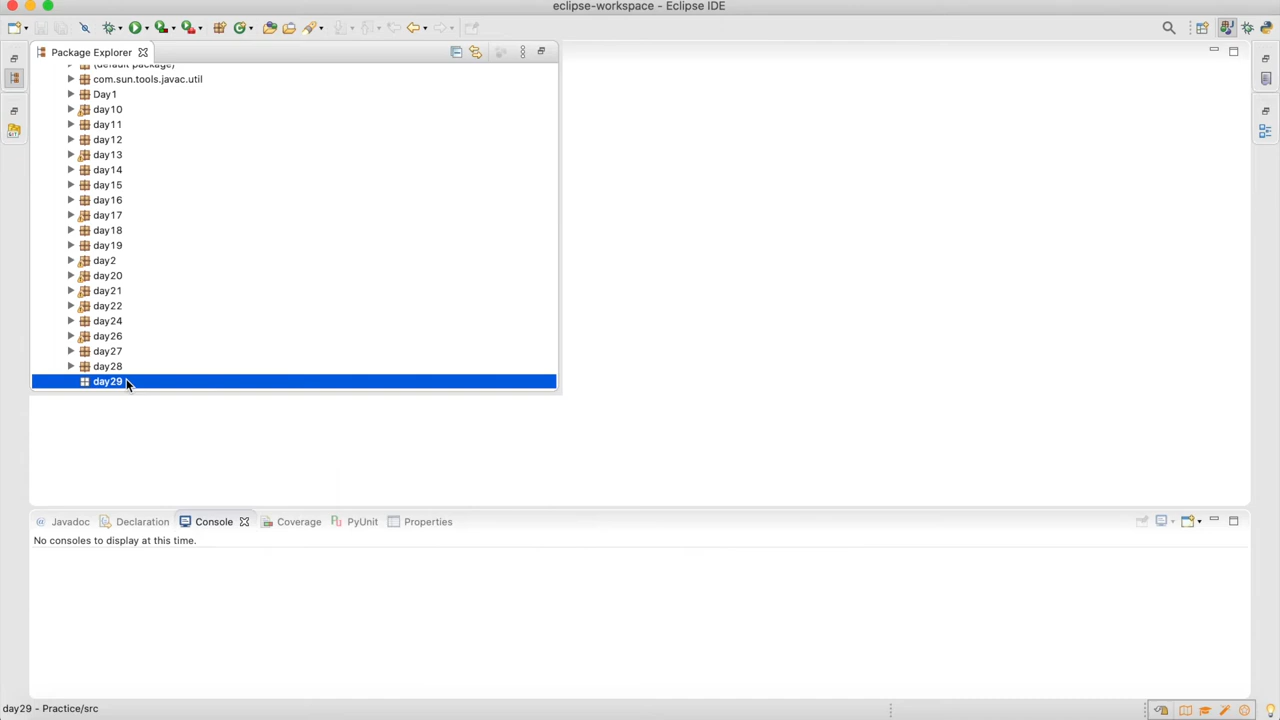 eclipse-workspace - Eclipse IDE
Package Explorer
(default package)
com.sun.tools.javac.util
Day1
day10
day11
day12
day13
day14
day15
day16
day17
day18
day19
day2
day20
day21
day22
day24
day26
day27
day28
day29
Javadoc Declaration Console Coverage PyUnit Properties
No consoles to display at this time.
day29 - Practice/src